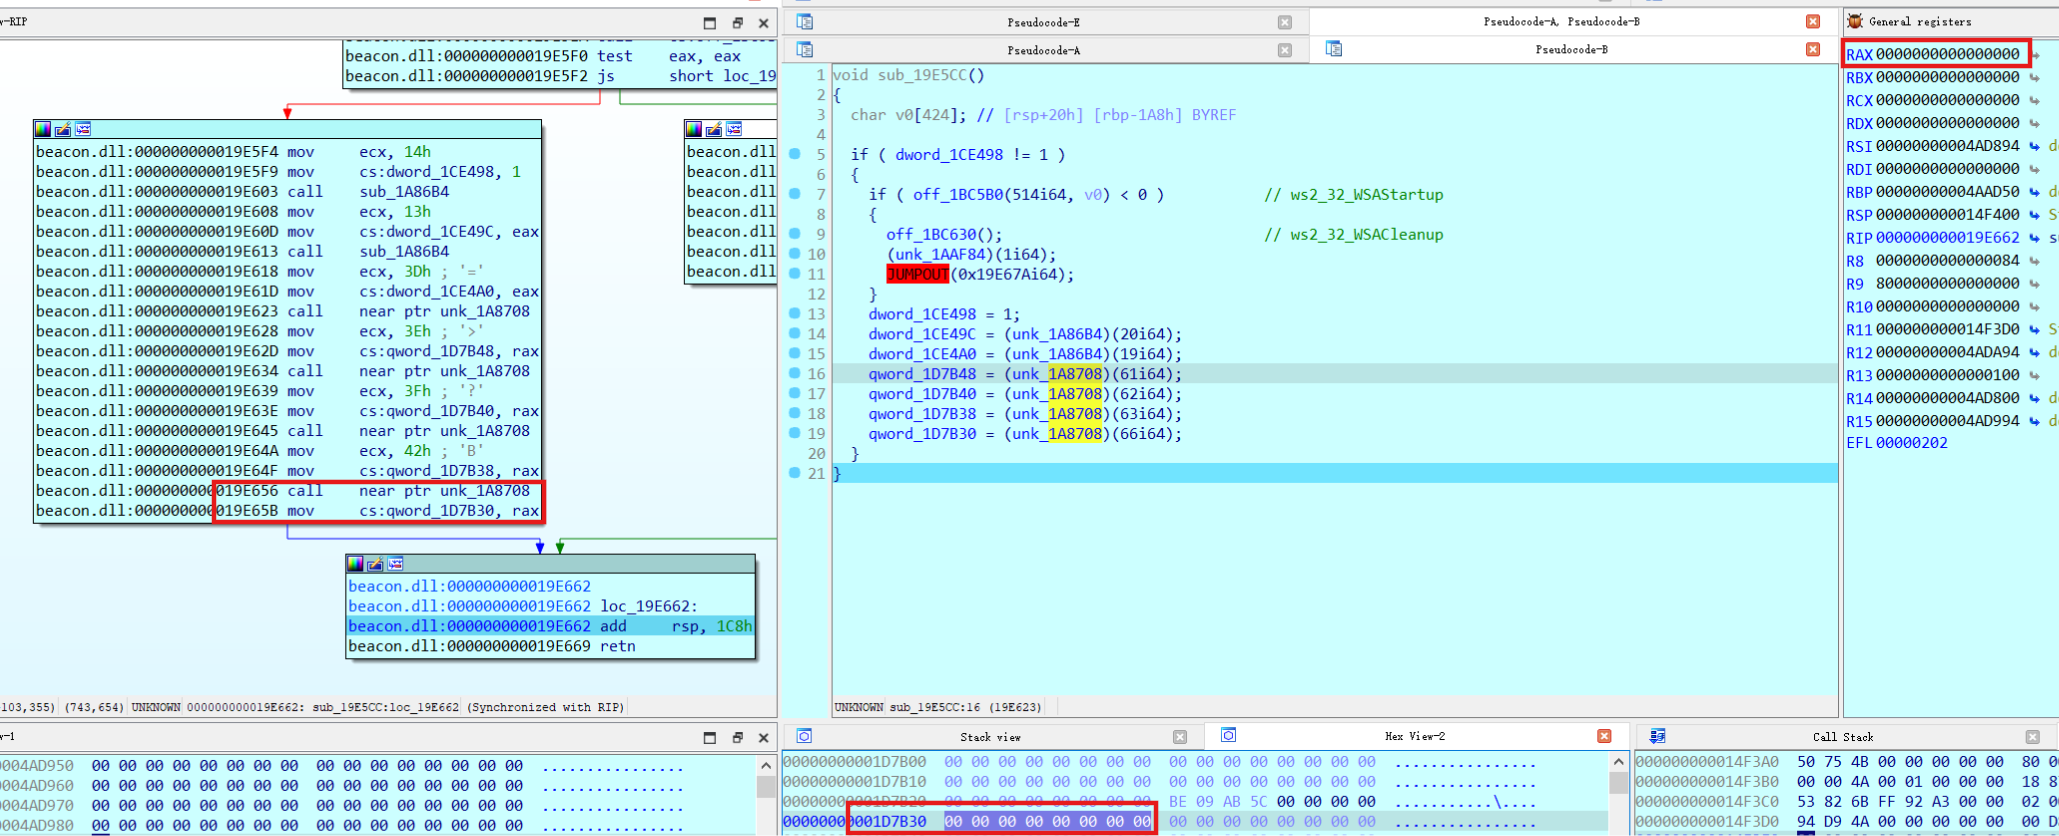 w-RIP
beacon.dll:000000000019E5F0 test eax, eax
beacon.dll:000000000019E5F2 js short loc_19
beacon.dll:000000000019E5F4 mov ecx, 14h
beacon.dll:000000000019E5F9 mov cs:dword_1CE498, 1
beacon.dll:000000000019E603 call sub_1A86B4
beacon.dll:000000000019E608 mov ecx, 13h
beacon.dll:000000000019E60D mov cs:dword_1CE49C, eax
beacon.dll:000000000019E613 call sub_1A86B4
beacon.dll:000000000019E618 mov ecx, 3Dh ; '='
beacon.dll:000000000019E61D mov cs:dword_1CE4A0, eax
beacon.dll:000000000019E623 call near ptr unk_1A8708
beacon.dll:000000000019E628 mov ecx, 3Eh ; '>'
beacon.dll:000000000019E62D mov cs:qword_1D7B48, rax
beacon.dll:000000000019E634 call near ptr unk_1A8708
beacon.dll:000000000019E639 mov ecx, 3Fh ; '?'
beacon.dll:000000000019E63E mov cs:qword_1D7B40, rax
beacon.dll:000000000019E645 call near ptr unk_1A8708
beacon.dll:000000000019E64A mov ecx, 42h ; 'B'
beacon.dll:000000000019E64F mov cs:qword_1D7B38, rax
beacon.dll:000000000019E656 call near ptr unk_1A8708
beacon.dll:000000000019E65B mov cs:qword_1D7B30, rax
beacon.dll
beacon.dll
beacon.dll
beacon.dll
beacon.dll
beacon.dll
beacon.dll
beacon.dll:000000000019E662
beacon.dll:000000000019E662 loc_19E662:
beacon.dll:000000000019E662 add rsp, 1C8h
beacon.dll:000000000019E669 retn
103,355) (743,654) UNKNOWN 000000000019E662: sub_19E5CC:loc_19E662 (Synchronized with RIP)
Pseudocode-E
Pseudocode-A, Pseudocode-B
Pseudocode-A
Pseudocode-B
1 void sub_19E5CC()
2 {
3 char v0[424]; // [rsp+20h] [rbp-1A8h] BYREF
4
5 if ( dword_1CE498 != 1 )
6 {
7 if ( off_1BC5B0(514i64, v0) < 0 ) // ws2_32_WSAStartup
8 {
9 off_1BC630(); // ws2_32_WSACleanup
10 (unk_1AAF84)(1i64);
11 JUMPOUT(0x19E67Ai64);
12 }
13 dword_1CE498 = 1;
14 dword_1CE49C = (unk_1A86B4)(20i64);
15 dword_1CE4A0 = (unk_1A86B4)(19i64);
16 qword_1D7B48 = (unk_1A8708)(61i64);
17 qword_1D7B40 = (unk_1A8708)(62i64);
18 qword_1D7B38 = (unk_1A8708)(63i64);
19 qword_1D7B30 = (unk_1A8708)(66i64);
20 }
21 }
UNKNOWN sub_19E5CC:16 (19E623)
General registers
RAX 0000000000000000
RBX 0000000000000000
RCX 0000000000000000
RDX 0000000000000000
RSI 00000000004AD894 d
RDI 0000000000000000
RBP 00000000004AAD50 d
RSP 000000000014F400 S
RIP 000000000019E662 s
R8 0000000000000084
R9 8000000000000000
R10 0000000000000000
R11 000000000014F3D0 S
R12 00000000004ADA94 d
R13 0000000000000100
R14 00000000004AD800 d
R15 00000000004AD994 d
EFL 00000202
w-1
0004AD950 00 00 00 00 00 00 00 00 00 00 00 00 00 00 00 00 ................
0004AD960 00 00 00 00 00 00 00 00 00 00 00 00 00 00 00 00 ................
0004AD970 00 00 00 00 00 00 00 00 00 00 00 00 00 00 00 00 ................
0004AD980 00 00 00 00 00 00 00 00 00 00 00 00 00 00 00 00 ................
Stack view
Hex View-2
00000000001D7B00 00 00 00 00 00 00 00 00 00 00 00 00 00 00 00 00 ................
00000000001D7B10 00 00 00 00 00 00 00 00 00 00 00 00 00 00 00 00 ................
00000000001D7B20 00 00 00 00 00 00 00 00 BE 09 AB 5C 00 00 00 00 ...........\....
00000000001D7B30 00 00 00 00 00 00 00 00 00 00 00 00 00 00 00 00 ................
Call Stack
000000000014F3A0 50 75 4B 00 00 00 00 00 80 0
000000000014F3B0 00 00 4A 00 01 00 00 00 18 8
000000000014F3C0 53 82 6B FF 92 A3 00 00 02 0
000000000014F3D0 94 D9 4A 00 00 00 00 00 00 D